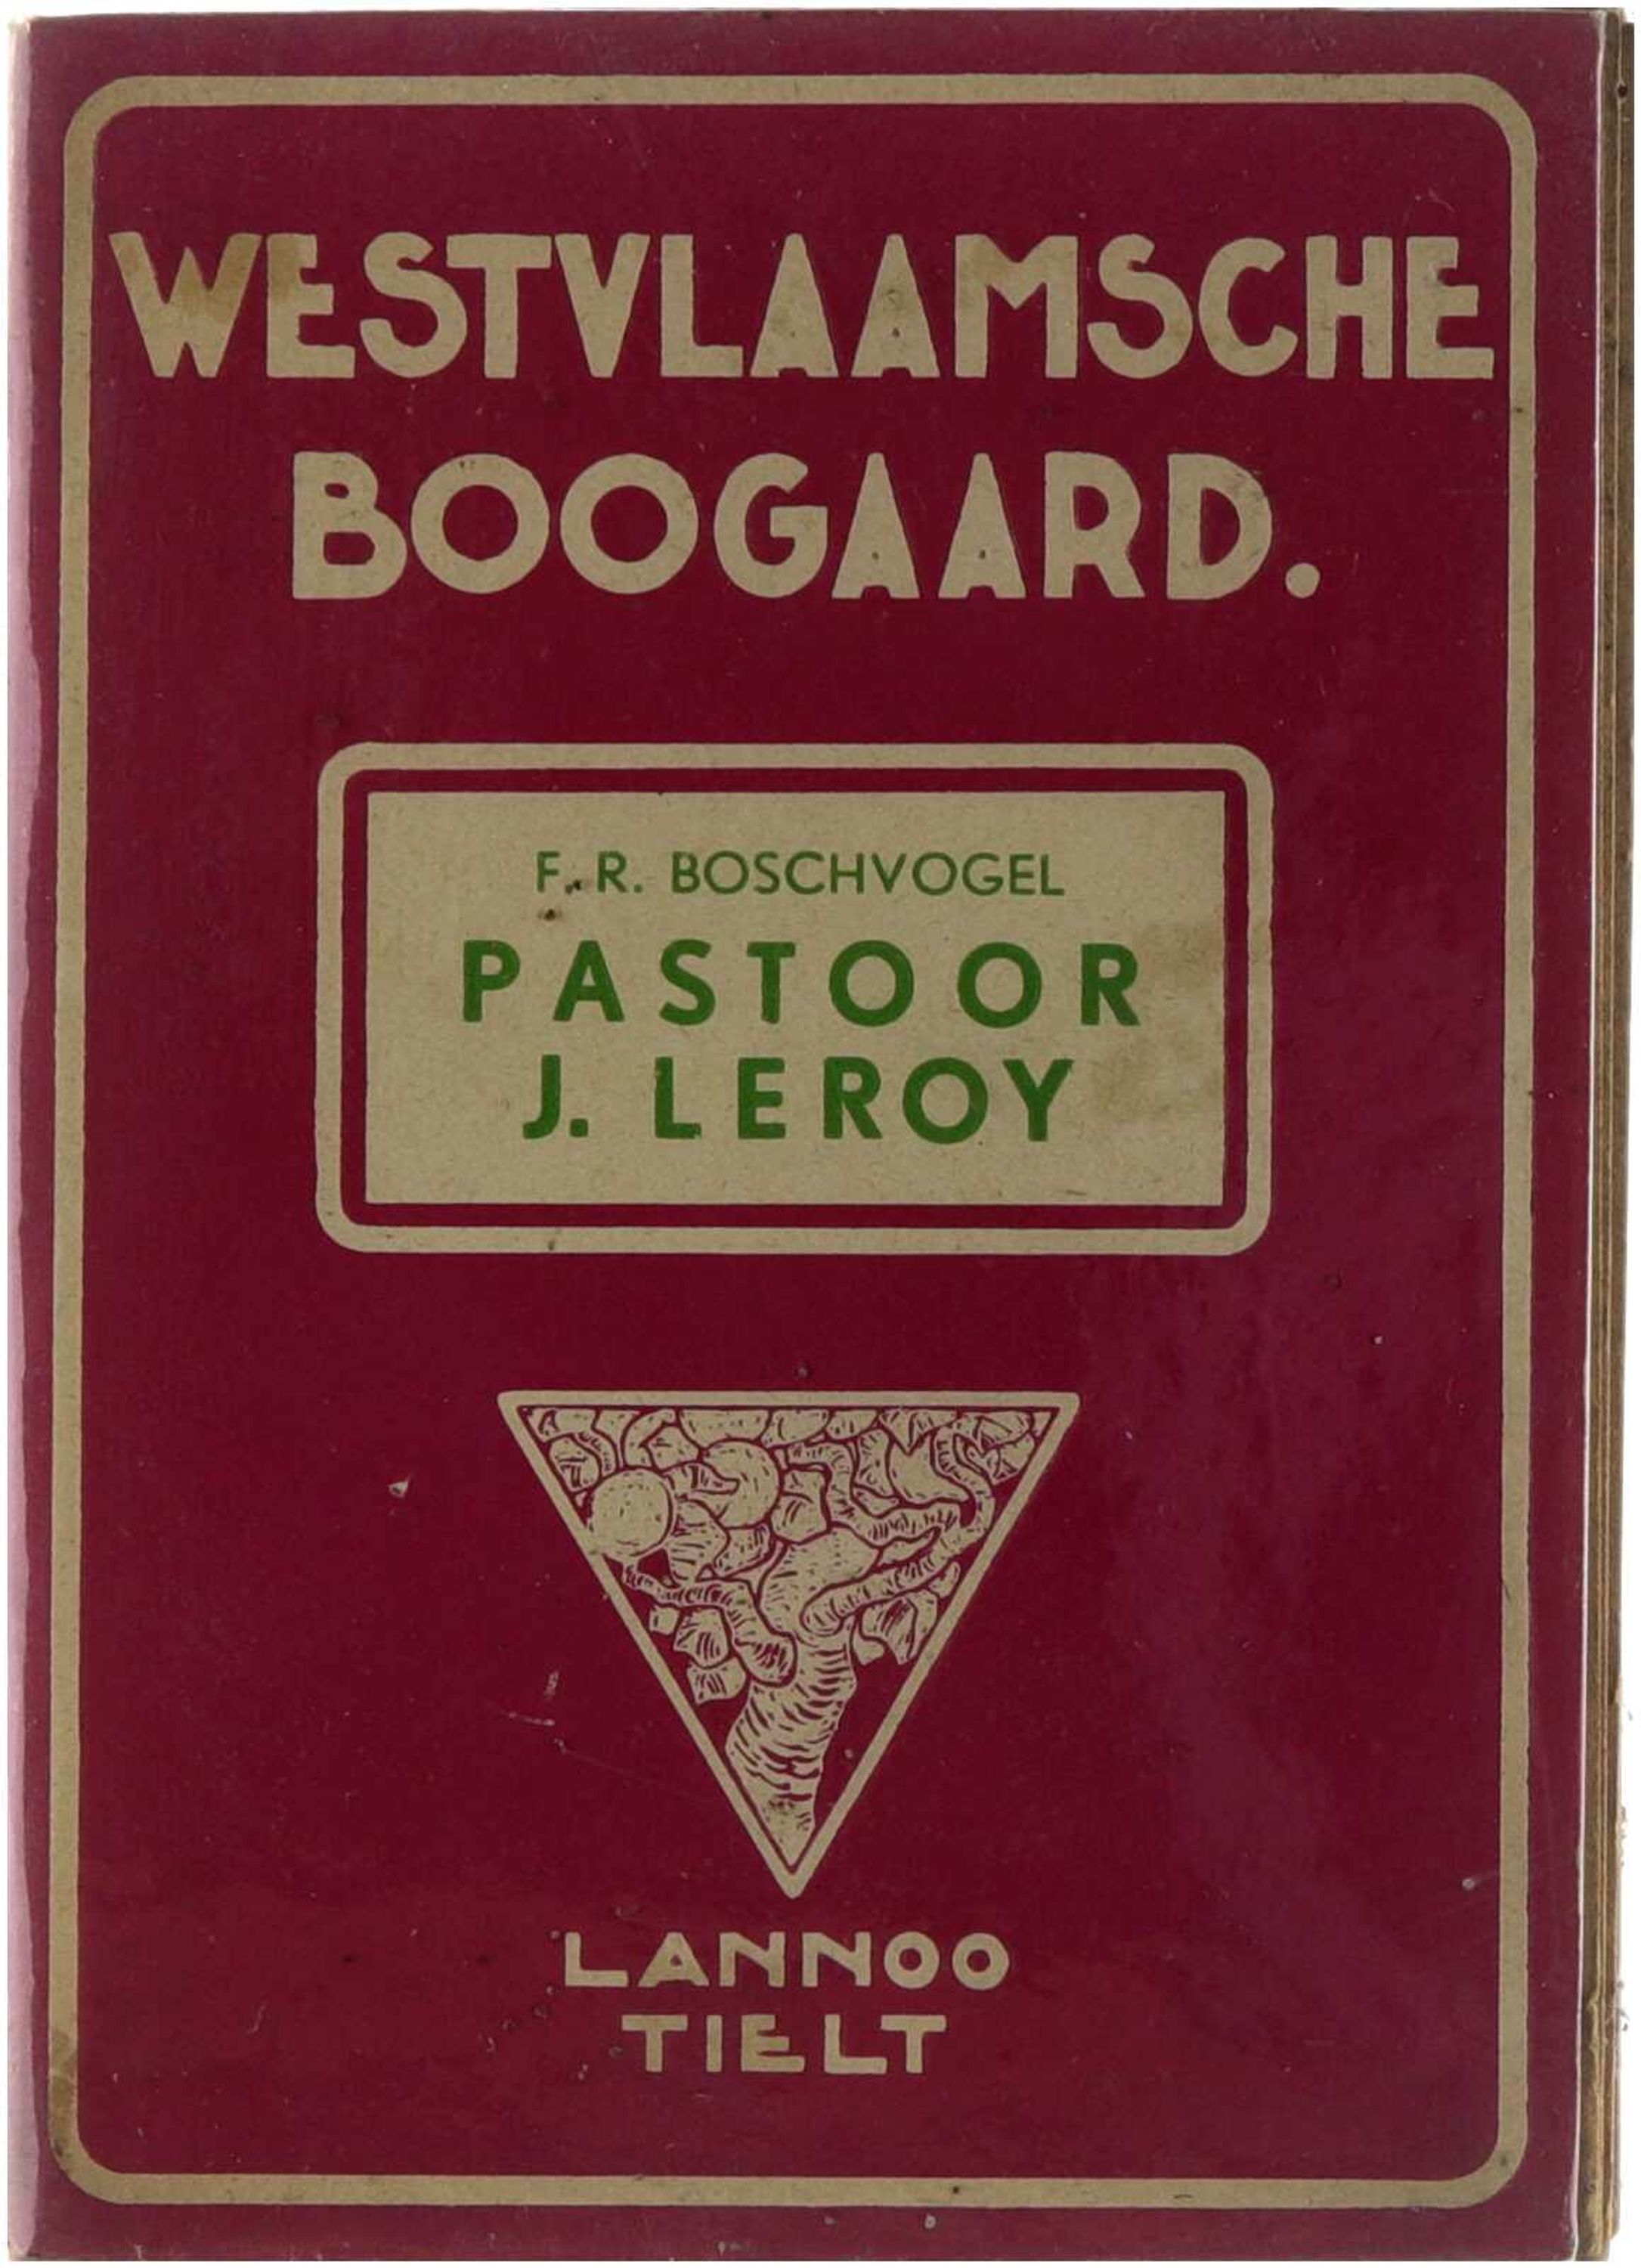 WESTVLAAMSCHE
BOOGAARD.
F. R. BOSCHVOGEL
PASTOOR
J. LEROY
LANNOO
TIELT